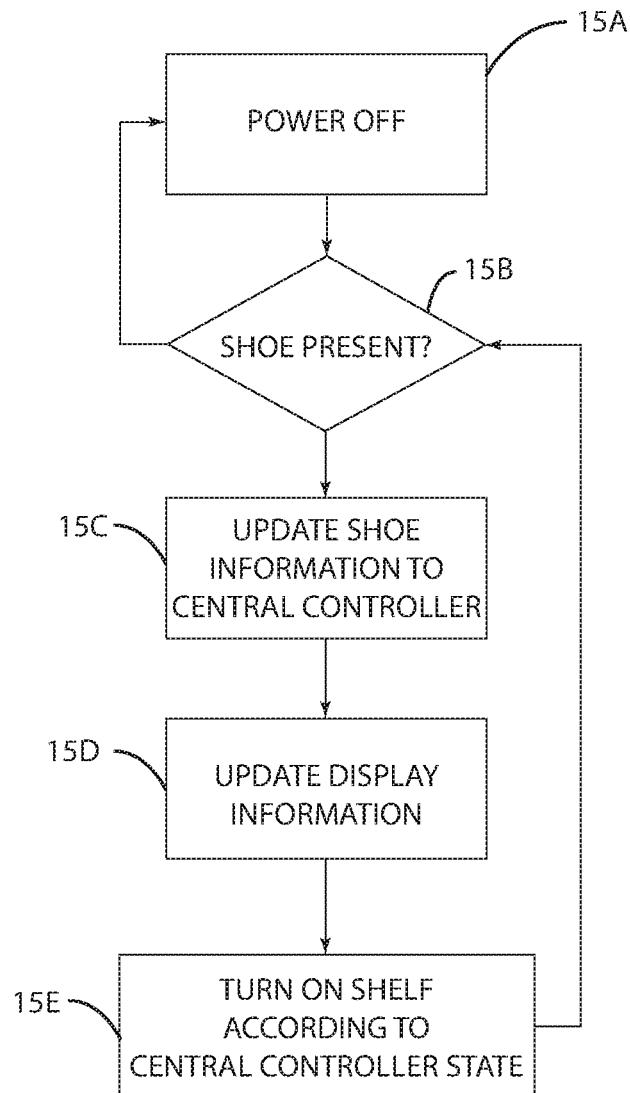 15A
POWER OFF
15B
SHOE PRESENT?
15C
UPDATE SHOE
INFORMATION TO
CENTRAL CONTROLLER
15D
UPDATE DISPLAY
INFORMATION
15E
TURN ON SHELF
ACCORDING TO
CENTRAL CONTROLLER STATE